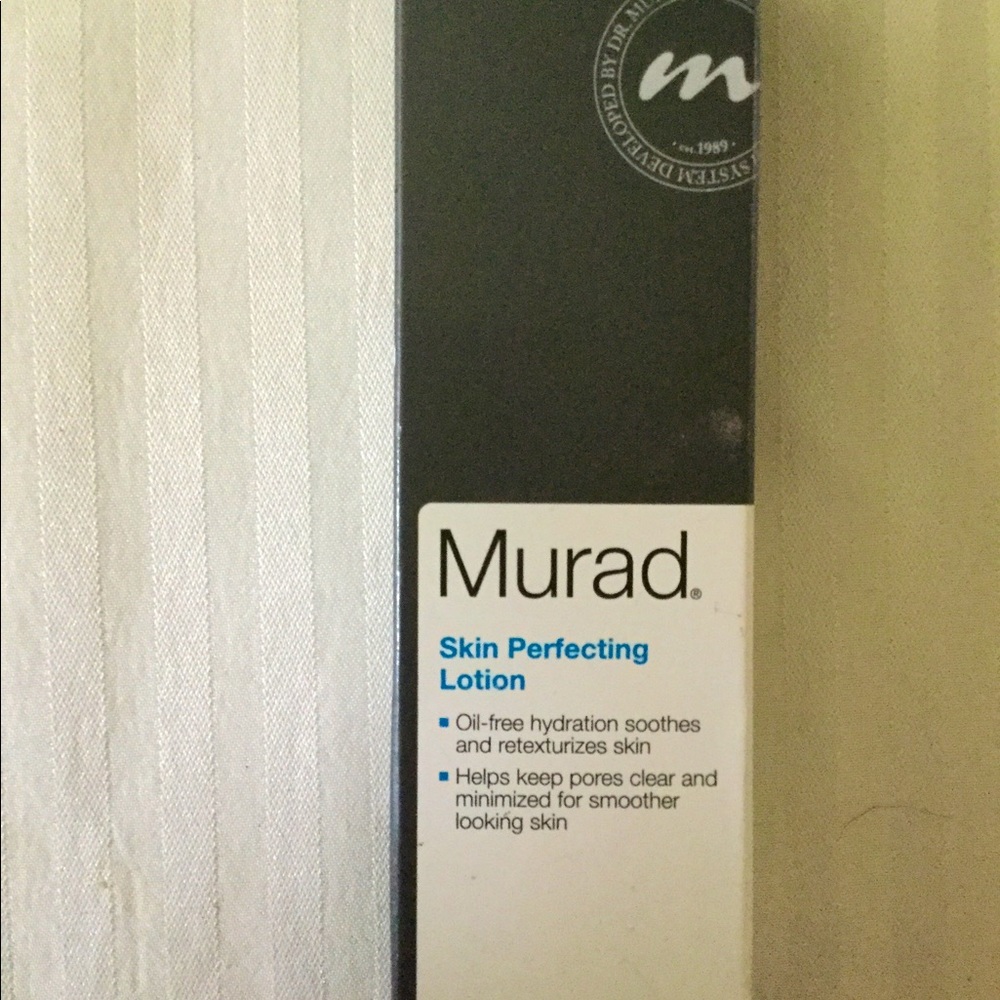 SYSTEM DEVELOPED BY DR. MU
m
EST. 1989
Murad®
Skin Perfecting
Lotion
▪ Oil-free hydration soothes
and retexturizes skin
▪ Helps keep pores clear and
minimized for smoother
looking skin